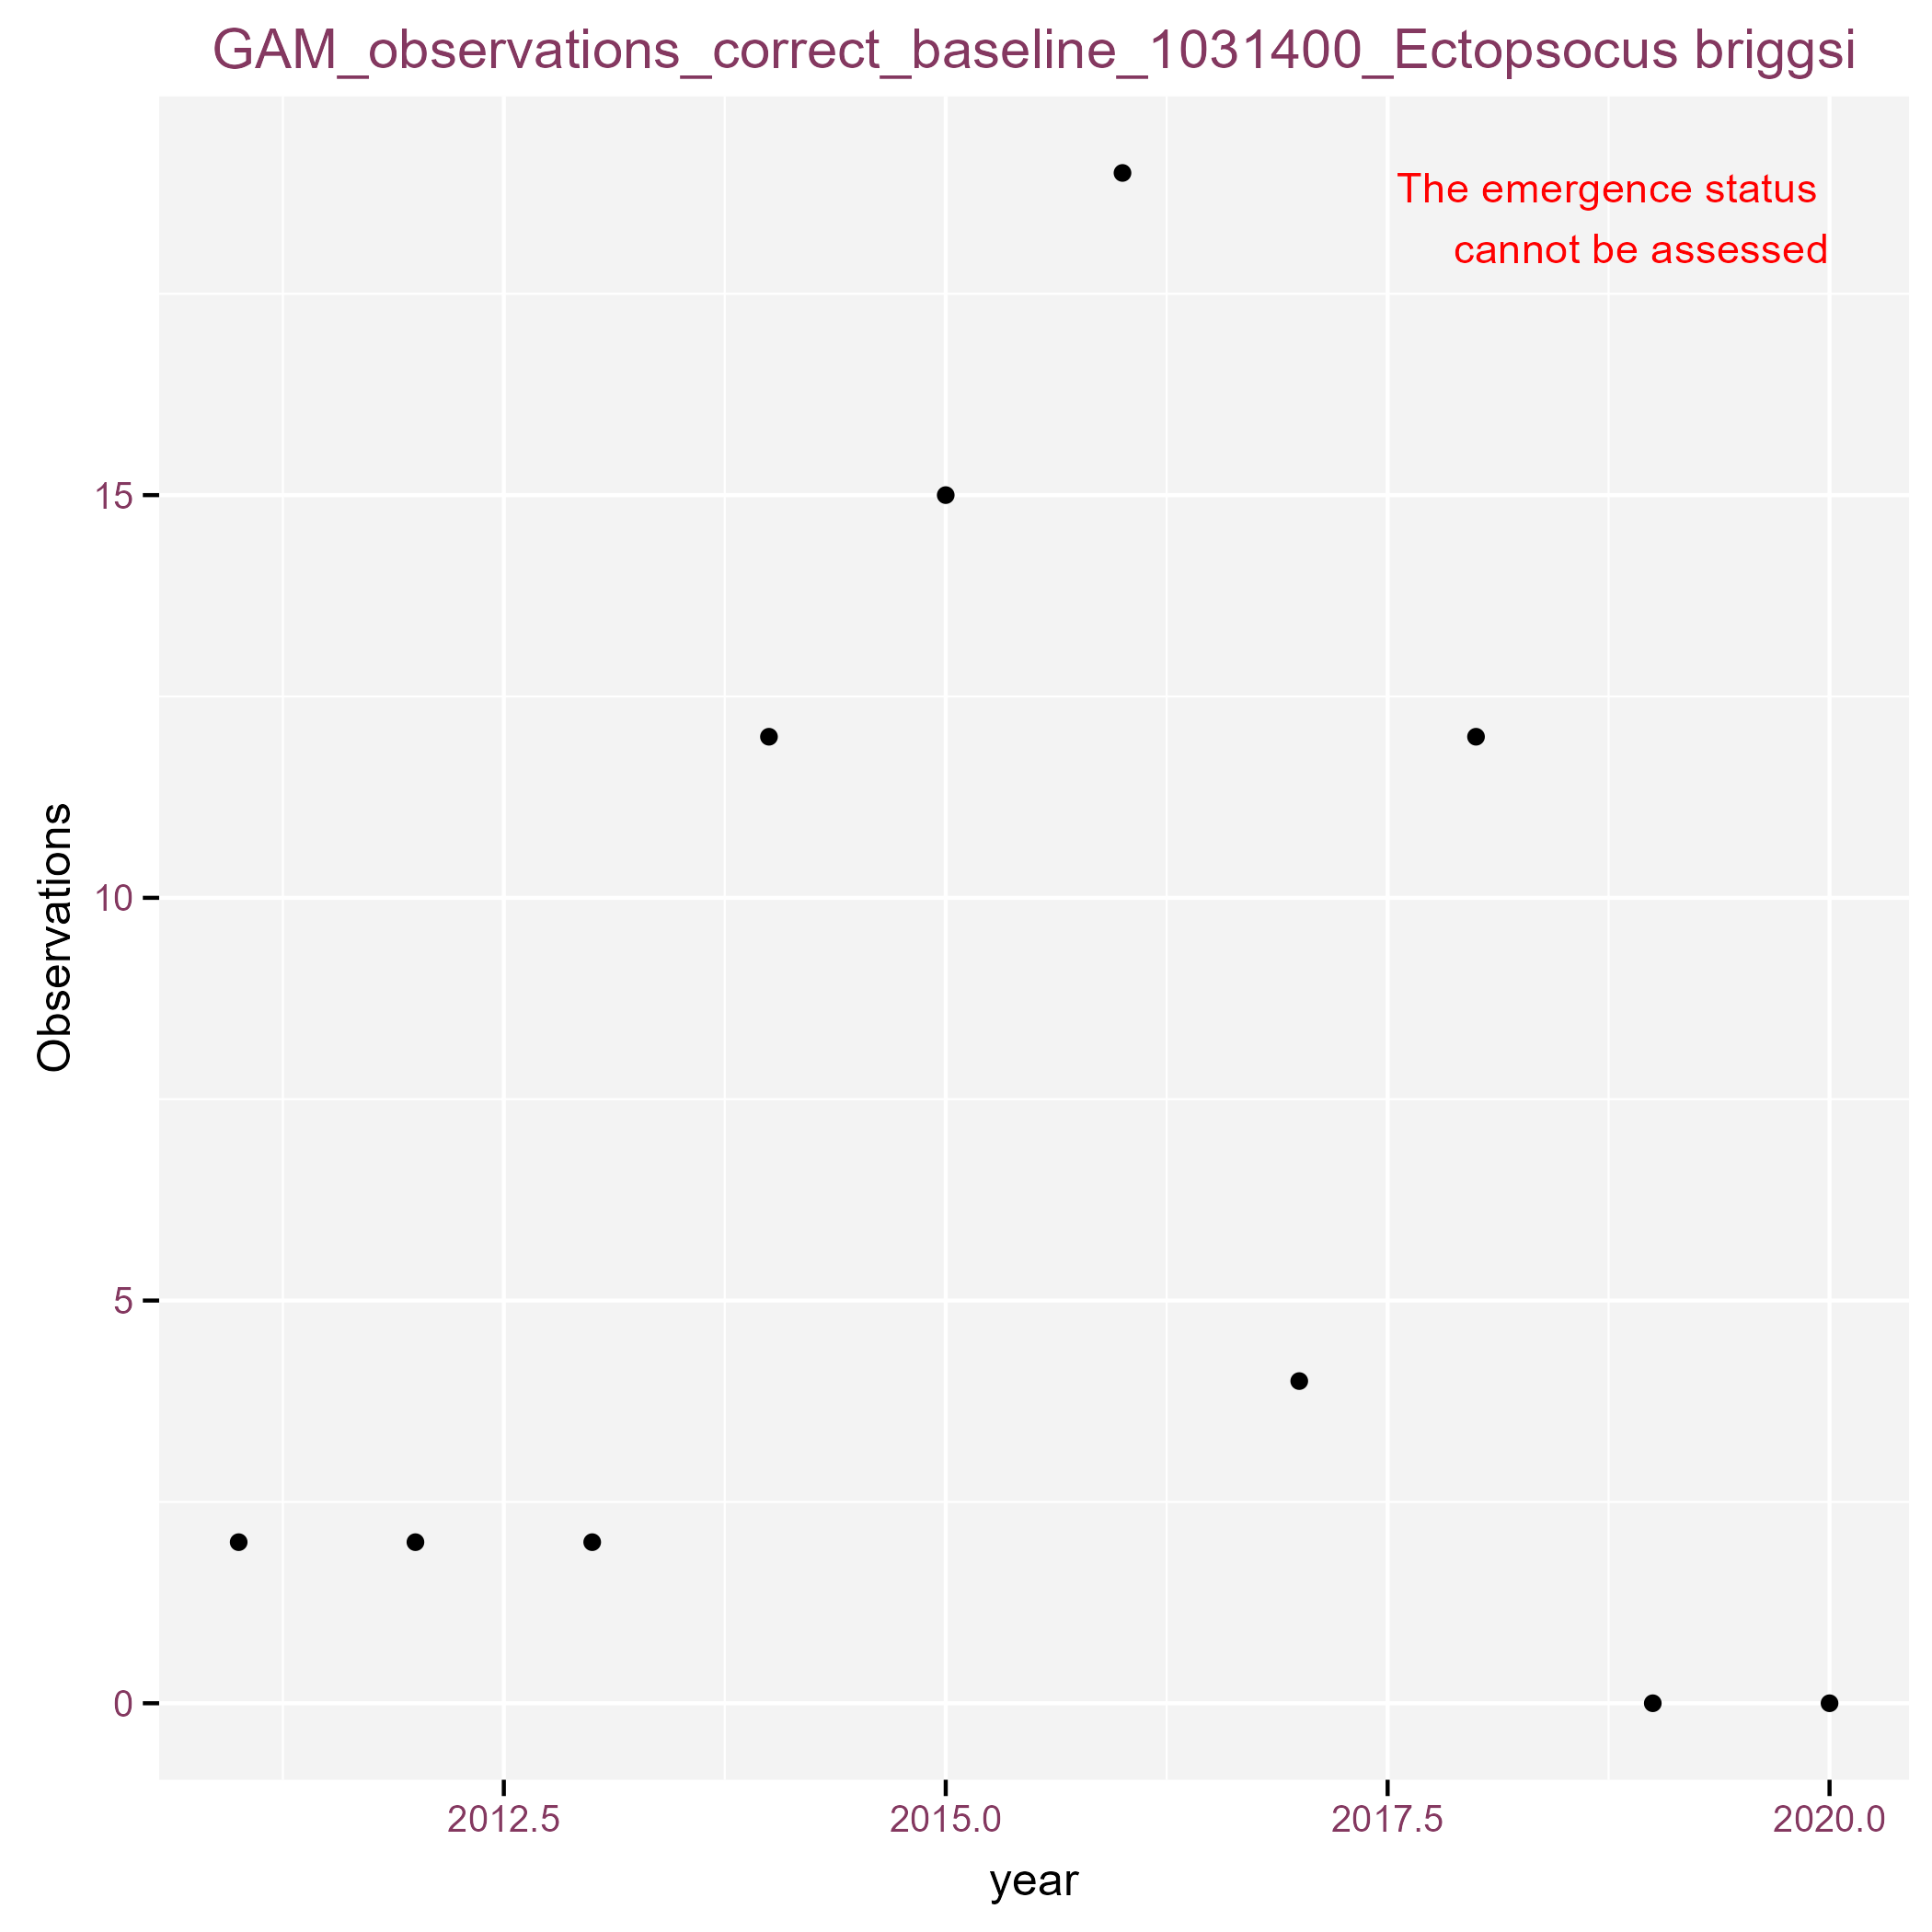 GAM_observations_correct_baseline_1031400_Ectopsocus briggsi
The emergence status
cannot be assessed
15
10
5
0
Observations
2012.5
2015.0
2017.5
2020.0
year